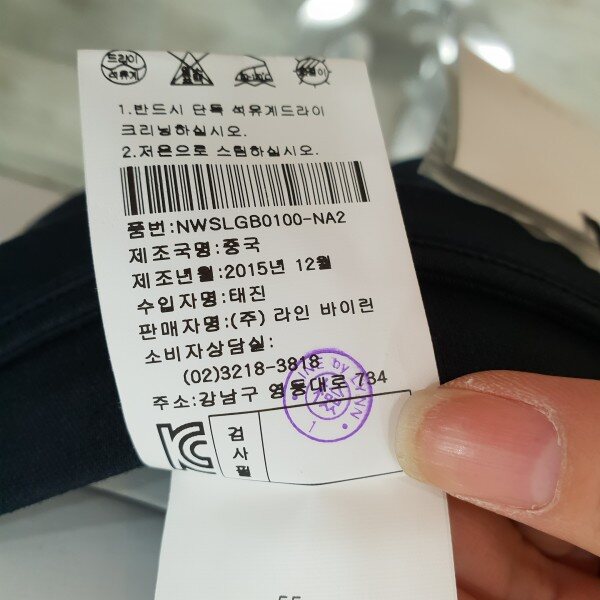 드라이
석유계
1.반드시 단독 석유계드라이
크리닝하십시오.
2.저온으로 스팀하십시오.
품번:NWSLGB0100-NA2
제조국명:중국
제조년월:2015년 12월
수입자명:태진
판매자명:(주) 라인 바이린
소비자상담실:
(02)3218-3818
주소:강남구 영동대로 734
LINE by LYNN
1
검
사
필